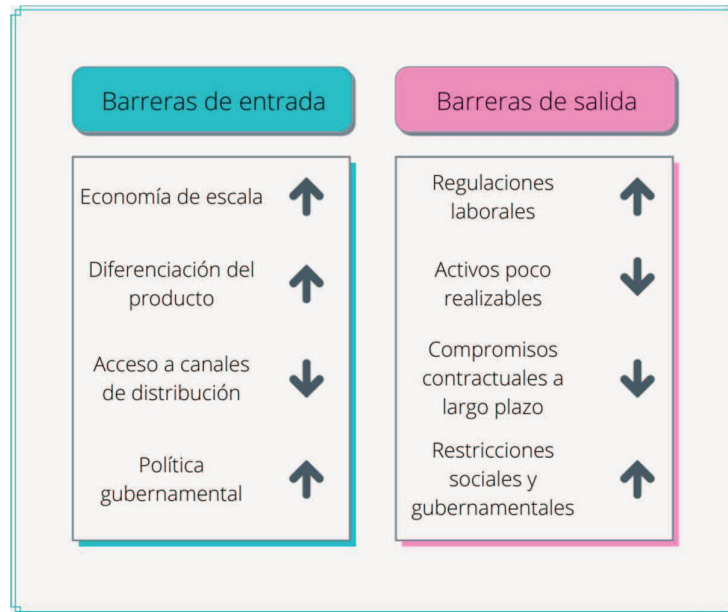 Barreras de entrada
Economía de escala
Diferenciación del
producto
Acceso a canales
de distribución
Política
gubernamental
Barreras de salida
Regulaciones
laborales
Activos poco
realizables
Compromisos
contractuales a
largo plazo
Restricciones
sociales y
gubernamentales